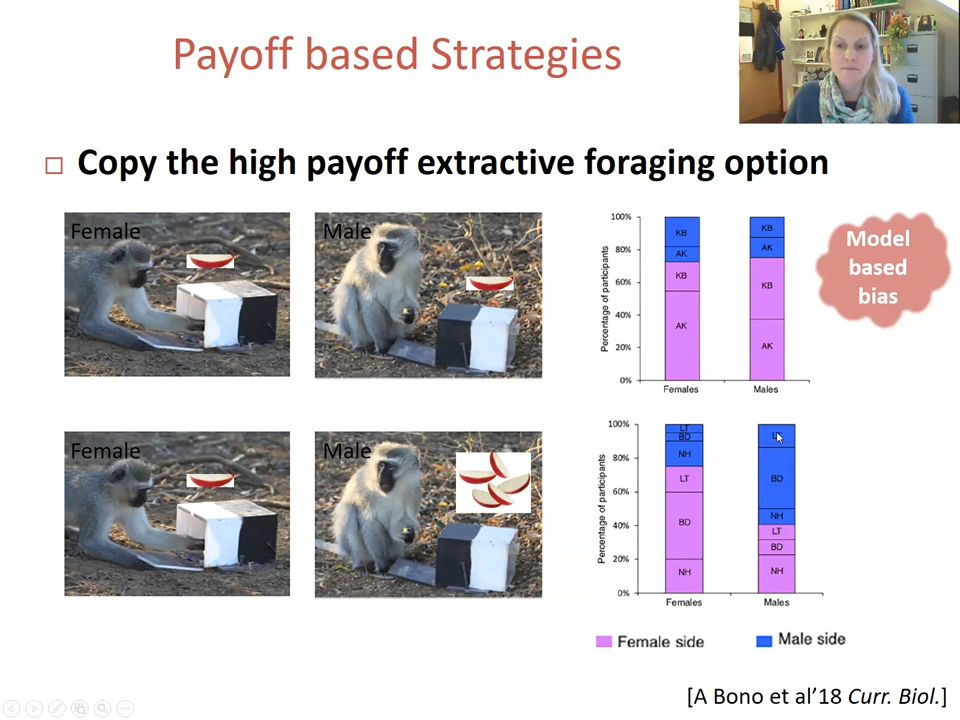 Payoff based Strategies
Copy the high payoff extractive foraging option
Female
Male
Percentage of participants
100%
80%
60%
40%
20%
0%
KB
AK
KB
AK
KB
AK
KB
AK
Females
Males
Model
based
bias
Female
Male
Percentage of participants
100%
80%
60%
40%
20%
0%
LT
BD
NH
LT
BD
NH
BD
NH
LT
BD
NH
Females
Males
Female side
Male side
[A Bono et al’18 Curr. Biol.]